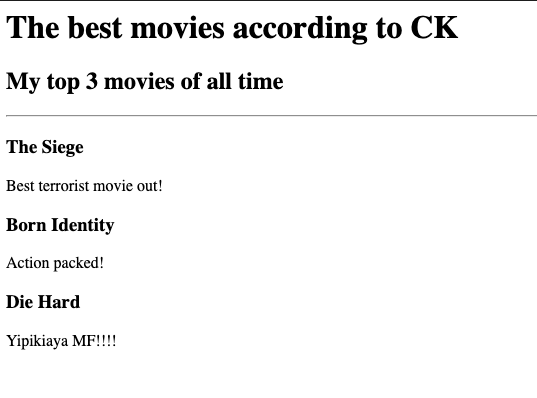 The best movies according to CK
My top 3 movies of all time
The Siege
Best terrorist movie out!
Born Identity
Action packed!
Die Hard
Yipikiaya MF!!!!